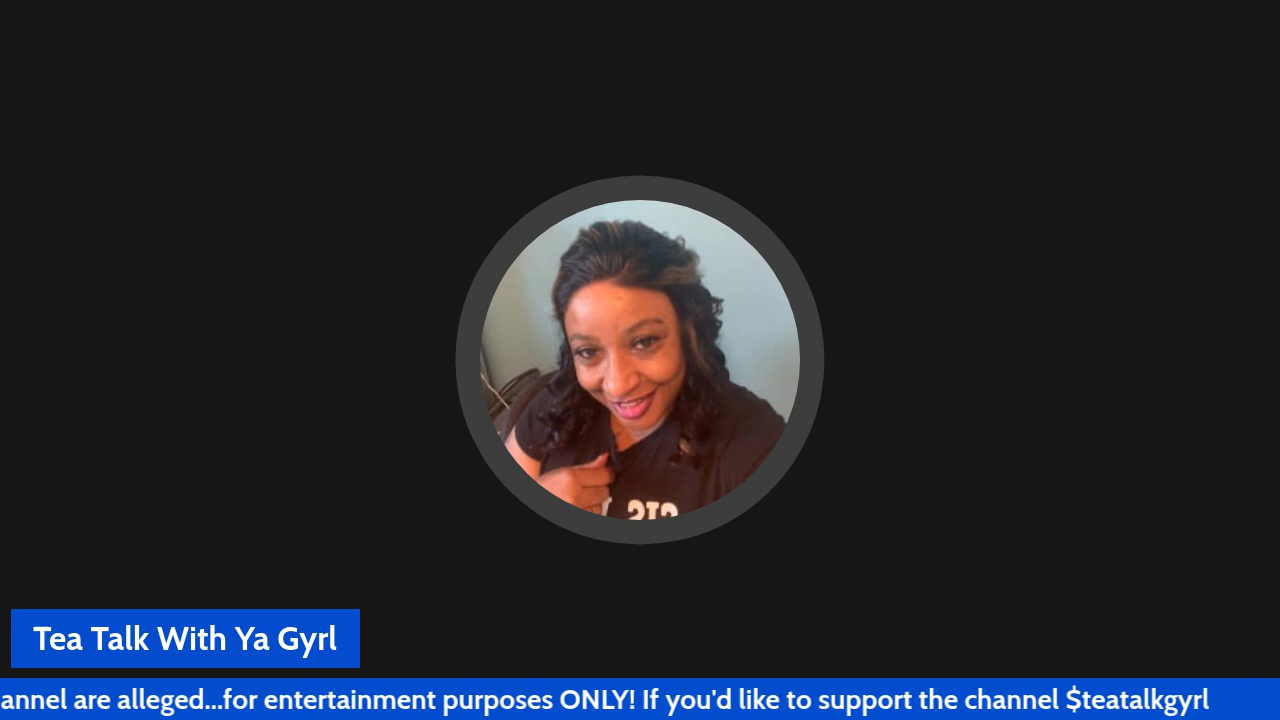 Tea Talk With Ya Gyrl
annel are alleged...for entertainment purposes ONLY! If you'd like to support the channel $teatalkgyrl